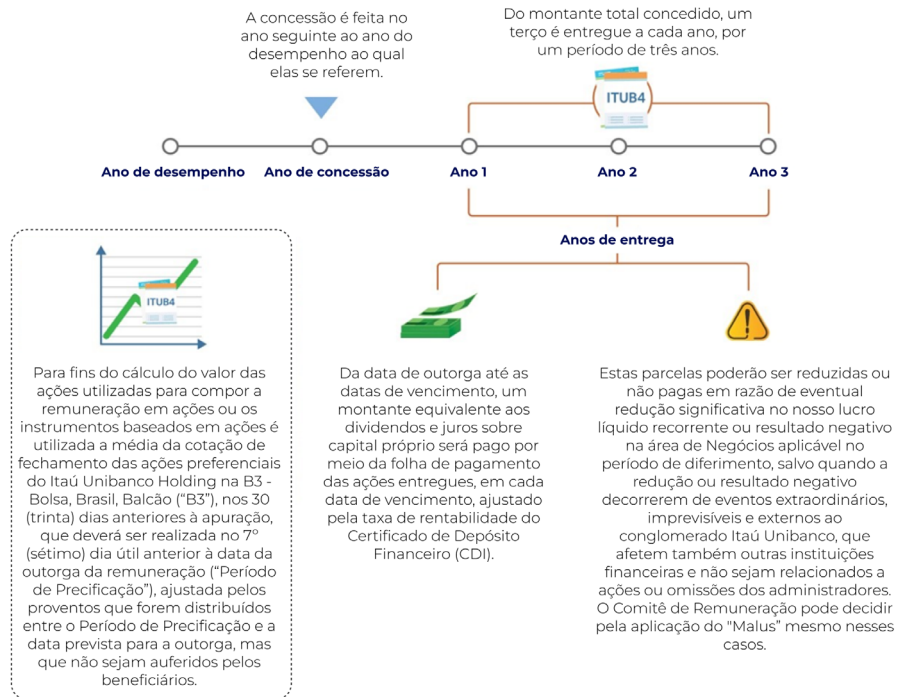 A concessão é feita no
ano seguinte ao ano do
desempenho ao qual
elas se referem.
Do montante total concedido, um
terço é entregue a cada ano, por
um período de três anos.
ITUB4
Ano de desempenho
Ano de concessão
Ano 1
Ano 2
Ano 3
Anos de entrega
ITUB4
Para fins do cálculo do valor das
ações utilizadas para compor a
remuneração em ações ou os
instrumentos baseados em ações é
utilizada a média da cotação de
fechamento das ações preferenciais
do Itaú Unibanco Holding na B3 -
Bolsa, Brasil, Balcão (“B3”), nos 30
(trinta) dias anteriores à apuração,
que deverá ser realizada no 7º
(sétimo) dia útil anterior à data da
outorga da remuneração (“Período
de Precificação”), ajustada pelos
proventos que forem distribuídos
entre o Período de Precificação e a
data prevista para a outorga, mas
que não sejam auferidos pelos
beneficiários.
Da data de outorga até as
datas de vencimento, um
montante equivalente aos
dividendos e juros sobre
capital próprio será pago por
meio da folha de pagamento
das ações entregues, em cada
data de vencimento, ajustado
pela taxa de rentabilidade do
Certificado de Depósito
Financeiro (CDI).
Estas parcelas poderão ser reduzidas ou
não pagas em razão de eventual
redução significativa no nosso lucro
líquido recorrente ou resultado negativo
na área de Negócios aplicável no
período de diferimento, salvo quando a
redução ou resultado negativo
decorrerem de eventos extraordinários,
imprevisíveis e externos ao
conglomerado Itaú Unibanco, que
afetem também outras instituições
financeiras e não sejam relacionados a
ações ou omissões dos administradores.
O Comitê de Remuneração pode decidir
pela aplicação do "Malus” mesmo nesses
casos.